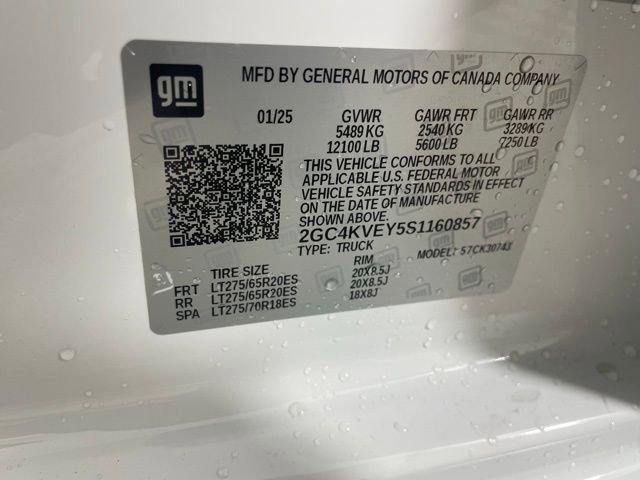 gm
MFD BY GENERAL MOTORS OF CANADA COMPANY
01/25 GVWR GAWR FRT GAWR RR
5489 KG 2540 KG 3289 KG
12100 LB 5600 LB 7250 LB
THIS VEHICLE CONFORMS TO ALL
APPLICABLE U.S. FEDERAL MOTOR
VEHICLE SAFETY STANDARDS IN EFFECT
ON THE DATE OF MANUFACTURE
SHOWN ABOVE.
2GC4KVEY5S1160857
TYPE: TRUCK MODEL: 57CK30743
TIRE SIZE RIM
FRT LT275/65R20ES 20X8.5J
RR LT275/65R20ES 20X8.5J
SPA LT275/70R18ES 18X8J